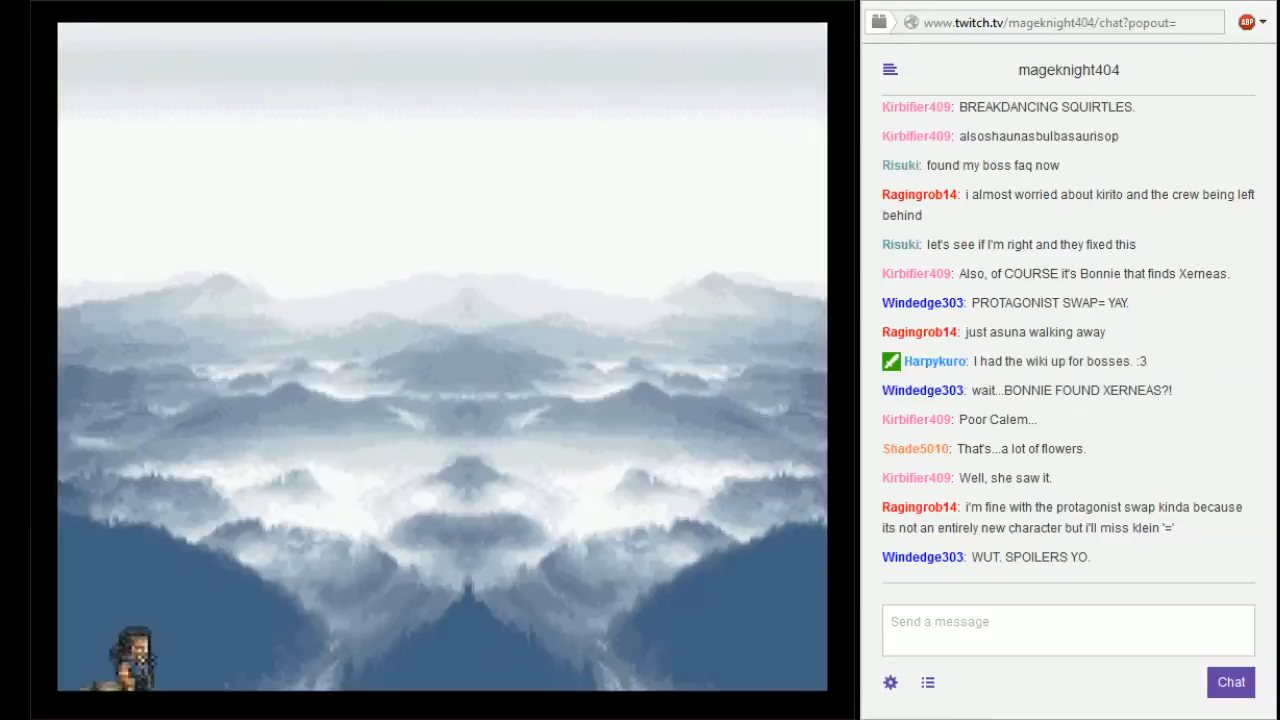 www.twitch.tv/mageknight404/chat?popout=
ABP
mageknight404
Kirbifier409: BREAKDANCING SQUIRTLES.
Kirbifier409: alsoshaunasbulbasaurisop
Risuki: found my boss faq now
Ragingrob14: i almost worried about kirito and the crew being left
behind
Risuki: let's see if I'm right and they fixed this
Kirbifier409: Also, of COURSE it's Bonnie that finds Xerneas.
Windedge303: PROTAGONIST SWAP= YAY.
Ragingrob14: just asuna walking away
Harpykuro: I had the wiki up for bosses. :3
Windedge303: wait...BONNIE FOUND XERNEAS?!
Kirbifier409: Poor Calem...
Shade5010: That's...a lot of flowers.
Kirbifier409: Well, she saw it.
Ragingrob14: i'm fine with the protagonist swap kinda because
its not an entirely new character but i'll miss klein '='
Windedge303: WUT. SPOILERS YO.
Send a message
Chat